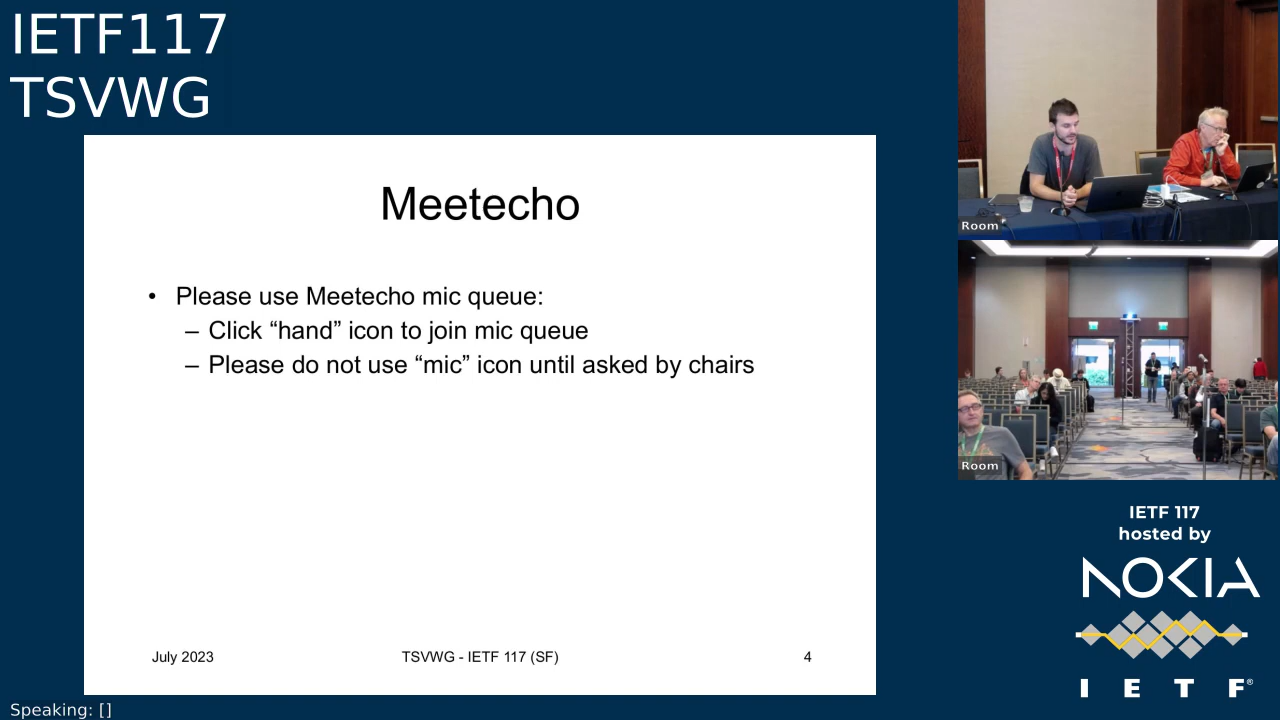 IETF117
TSVWG
Meetecho
• Please use Meetecho mic queue:
– Click “hand” icon to join mic queue
– Please do not use “mic” icon until asked by chairs
July 2023
TSVWG - IETF 117 (SF)
4
Room
Room
IETF 117
hosted by
NOKIA
I E T F®
Speaking: []